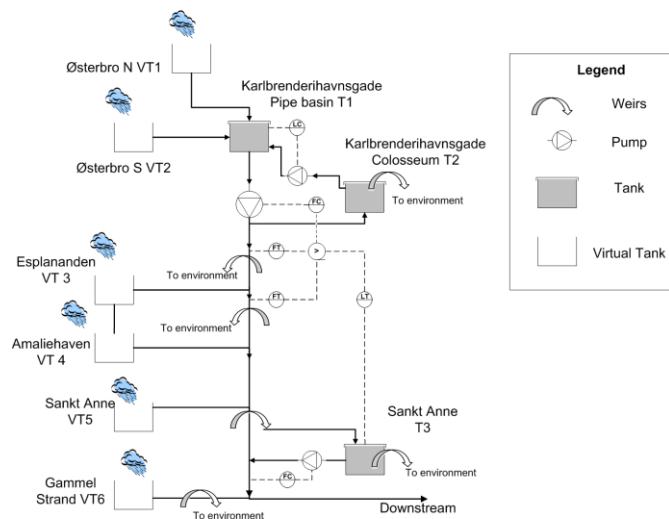 Østerbro N VT1
Karlbrenderihavnsgade
Pipe basin T1
LC
Østerbro S VT2
Karlbrenderihavnsgade
Colosseum T2
To environment
FC
FT
>
To environment
Esplananden
VT 3
FT
LT
To environment
Amaliehaven
VT 4
Sankt Anne
VT5
Sankt Anne
T3
To environment
FC
Gammel
Strand VT6
To environment
Downstream
Legend
Weirs
Pump
Tank
Virtual Tank